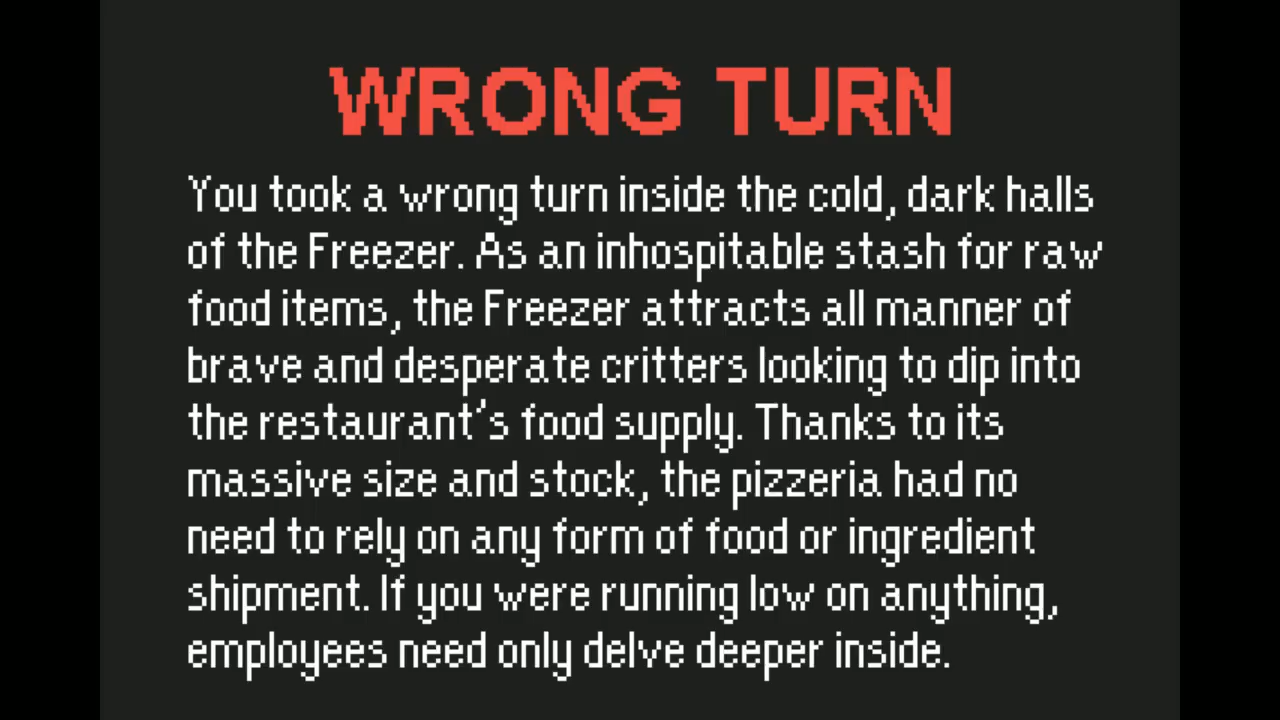 WRONG TURN
You took a wrong turn inside the cold, dark halls
of the Freezer. As an inhospitable stash for raw
food items, the Freezer attracts all manner of
brave and desperate critters looking to dip into
the restaurant's food supply. Thanks to its
massive size and stock, the pizzeria had no
need to rely on any form of food or ingredient
shipment. If you were running low on anything,
employees need only delve deeper inside.